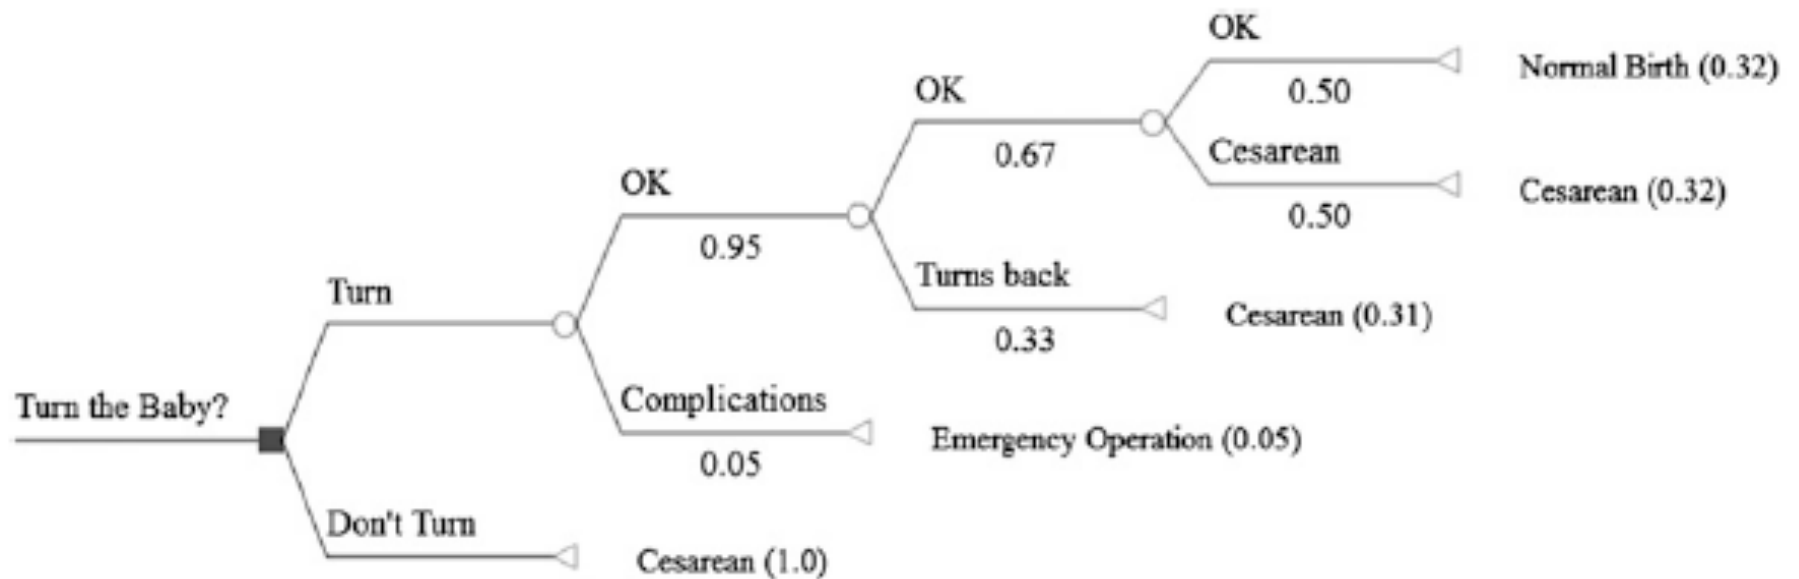 OK
Normal Birth (0.32)
0.50
OK
0.67
Cesarean
Cesarean (0.32)
0.50
OK
0.95
Turns back
Cesarean (0.31)
0.33
Turn
Complications
Emergency Operation (0.05)
0.05
Turn the Baby?
Don't Turn
Cesarean (1.0)